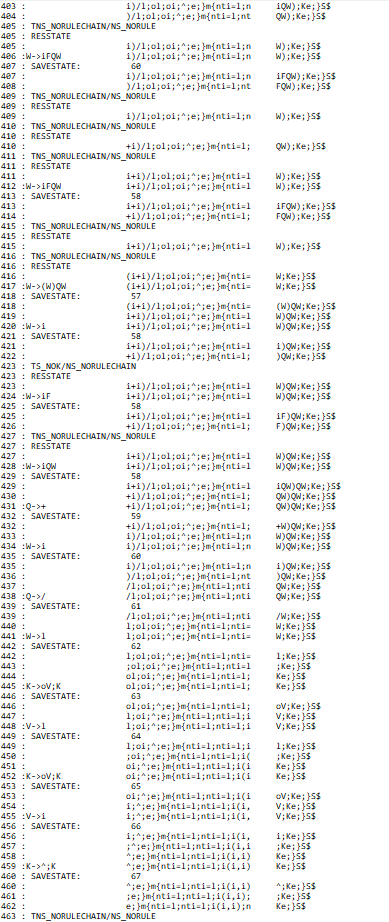 403 : i)/l;ol;oi;^;e;}m{nti=l;n iQW);Ke;}S$
404 : )/l;ol;oi;^;e;}m{nti=l;nt QW);Ke;}S$
405 : TNS_NORULECHAIN/NS_NORULE
405 : RESSTATE
405 : i)/l;ol;oi;^;e;}m{nti=l;n W);Ke;}S$
406 :W->iFQW i)/l;ol;oi;^;e;}m{nti=l;n W);Ke;}S$
407 : SAVESTATE: 60
407 : i)/l;ol;oi;^;e;}m{nti=l;n iFQW);Ke;}S$
408 : )/l;ol;oi;^;e;}m{nti=l;nt FQW);Ke;}S$
409 : TNS_NORULECHAIN/NS_NORULE
409 : RESSTATE
409 : i)/l;ol;oi;^;e;}m{nti=l;n W);Ke;}S$
410 : TNS_NORULECHAIN/NS_NORULE
410 : RESSTATE
410 : +i)/l;ol;oi;^;e;}m{nti=l; QW);Ke;}S$
411 : TNS_NORULECHAIN/NS_NORULE
411 : RESSTATE
411 : i+i)/l;ol;oi;^;e;}m{nti=l W);Ke;}S$
412 :W->iFQW i+i)/l;ol;oi;^;e;}m{nti=l W);Ke;}S$
413 : SAVESTATE: 58
413 : i+i)/l;ol;oi;^;e;}m{nti=l iFQW);Ke;}S$
414 : +i)/l;ol;oi;^;e;}m{nti=l; FQW);Ke;}S$
415 : TNS_NORULECHAIN/NS_NORULE
415 : RESSTATE
415 : i+i)/l;ol;oi;^;e;}m{nti=l W);Ke;}S$
416 : TNS_NORULECHAIN/NS_NORULE
416 : RESSTATE
416 : (i+i)/l;ol;oi;^;e;}m{nti= W;Ke;}S$
417 :W->(W)QW (i+i)/l;ol;oi;^;e;}m{nti= W;Ke;}S$
418 : SAVESTATE: 57
418 : (i+i)/l;ol;oi;^;e;}m{nti= (W)QW;Ke;}S$
419 : i+i)/l;ol;oi;^;e;}m{nti=l W)QW;Ke;}S$
420 :W->i i+i)/l;ol;oi;^;e;}m{nti=l W)QW;Ke;}S$
421 : SAVESTATE: 58
421 : i+i)/l;ol;oi;^;e;}m{nti=l i)QW;Ke;}S$
422 : +i)/l;ol;oi;^;e;}m{nti=l; )QW;Ke;}S$
423 : TS_NOK/NS_NORULECHAIN
423 : RESSTATE
423 : i+i)/l;ol;oi;^;e;}m{nti=l W)QW;Ke;}S$
424 :W->iF i+i)/l;ol;oi;^;e;}m{nti=l W)QW;Ke;}S$
425 : SAVESTATE: 58
425 : i+i)/l;ol;oi;^;e;}m{nti=l iF)QW;Ke;}S$
426 : +i)/l;ol;oi;^;e;}m{nti=l; F)QW;Ke;}S$
427 : TNS_NORULECHAIN/NS_NORULE
427 : RESSTATE
427 : i+i)/l;ol;oi;^;e;}m{nti=l W)QW;Ke;}S$
428 :W->iQW i+i)/l;ol;oi;^;e;}m{nti=l W)QW;Ke;}S$
429 : SAVESTATE: 58
429 : i+i)/l;ol;oi;^;e;}m{nti=l iQW)QW;Ke;}S$
430 : +i)/l;ol;oi;^;e;}m{nti=l; QW)QW;Ke;}S$
431 :Q->+ +i)/l;ol;oi;^;e;}m{nti=l; QW)QW;Ke;}S$
432 : SAVESTATE: 59
432 : +i)/l;ol;oi;^;e;}m{nti=l; +W)QW;Ke;}S$
433 : i)/l;ol;oi;^;e;}m{nti=l;n W)QW;Ke;}S$
434 :W->i i)/l;ol;oi;^;e;}m{nti=l;n W)QW;Ke;}S$
435 : SAVESTATE: 60
435 : i)/l;ol;oi;^;e;}m{nti=l;n i)QW;Ke;}S$
436 : )/l;ol;oi;^;e;}m{nti=l;nt )QW;Ke;}S$
437 : /l;ol;oi;^;e;}m{nti=l;nti QW;Ke;}S$
438 :Q->/ /l;ol;oi;^;e;}m{nti=l;nti QW;Ke;}S$
439 : SAVESTATE: 61
439 : /l;ol;oi;^;e;}m{nti=l;nti /W;Ke;}S$
440 : l;ol;oi;^;e;}m{nti=l;nti= W;Ke;}S$
441 :W->l l;ol;oi;^;e;}m{nti=l;nti= W;Ke;}S$
442 : SAVESTATE: 62
442 : l;ol;oi;^;e;}m{nti=l;nti= l;Ke;}S$
443 : ;ol;oi;^;e;}m{nti=l;nti=l ;Ke;}S$
444 : ol;oi;^;e;}m{nti=l;nti=l; Ke;}S$
445 :K->oV;K ol;oi;^;e;}m{nti=l;nti=l; Ke;}S$
446 : SAVESTATE: 63
446 : ol;oi;^;e;}m{nti=l;nti=l; oV;Ke;}S$
447 : l;oi;^;e;}m{nti=l;nti=l;i V;Ke;}S$
448 :V->l l;oi;^;e;}m{nti=l;nti=l;i V;Ke;}S$
449 : SAVESTATE: 64
449 : l;oi;^;e;}m{nti=l;nti=l;i l;Ke;}S$
450 : ;oi;^;e;}m{nti=l;nti=l;i( ;Ke;}S$
451 : oi;^;e;}m{nti=l;nti=l;i(i Ke;}S$
452 :K->oV;K oi;^;e;}m{nti=l;nti=l;i(i Ke;}S$
453 : SAVESTATE: 65
453 : oi;^;e;}m{nti=l;nti=l;i(i oV;Ke;}S$
454 : i;^;e;}m{nti=l;nti=l;i(i, V;Ke;}S$
455 :V->i i;^;e;}m{nti=l;nti=l;i(i, V;Ke;}S$
456 : SAVESTATE: 66
456 : i;^;e;}m{nti=l;nti=l;i(i, i;Ke;}S$
457 : ;^;e;}m{nti=l;nti=l;i(i,i ;Ke;}S$
458 : ^;e;}m{nti=l;nti=l;i(i,i) Ke;}S$
459 :K->^;K ^;e;}m{nti=l;nti=l;i(i,i) Ke;}S$
460 : SAVESTATE: 67
460 : ^;e;}m{nti=l;nti=l;i(i,i) ^;Ke;}S$
461 : ;e;}m{nti=l;nti=l;i(i,i); ;Ke;}S$
462 : e;}m{nti=l;nti=l;i(i,i);n Ke;}S$
463 : TNS_NORULECHAIN/NS_NORULE